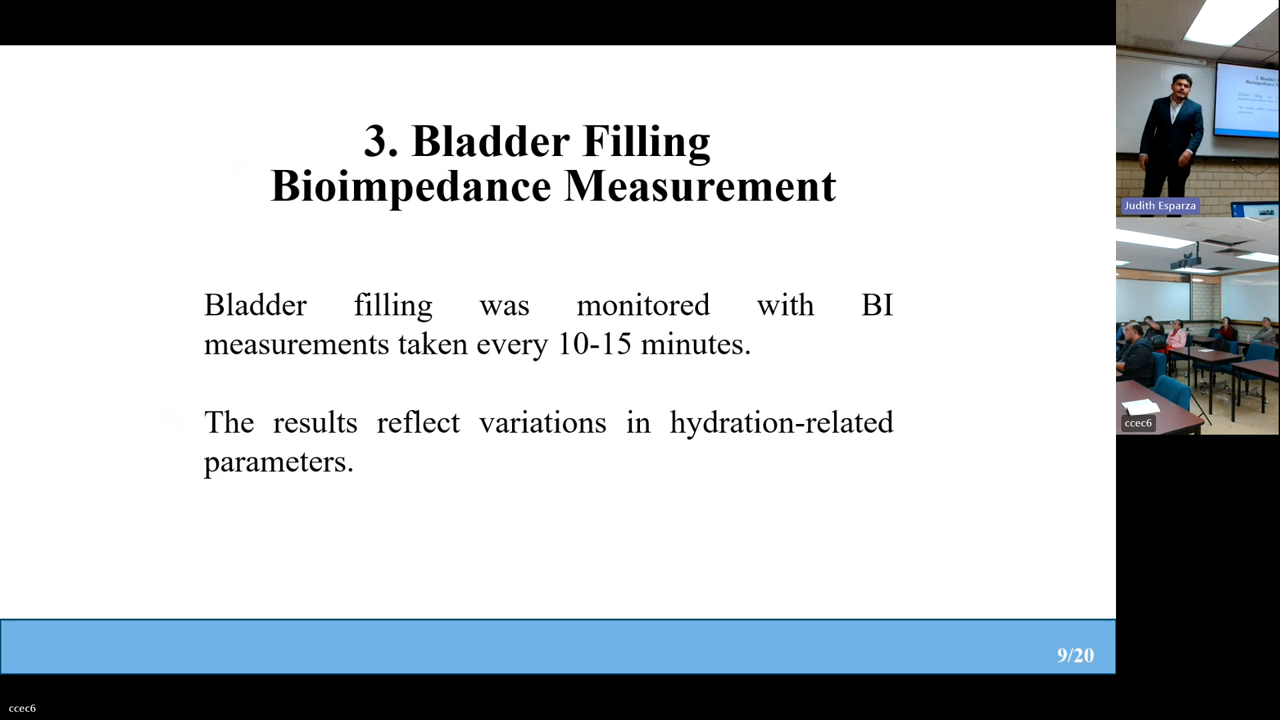 3. Bladder Filling
Bioimpedance Measurement
Bladder filling was monitored with BI
measurements taken every 10-15 minutes.
The results reflect variations in hydration-related
parameters.
9/20
Judith Esparza
ccec6
ccec6